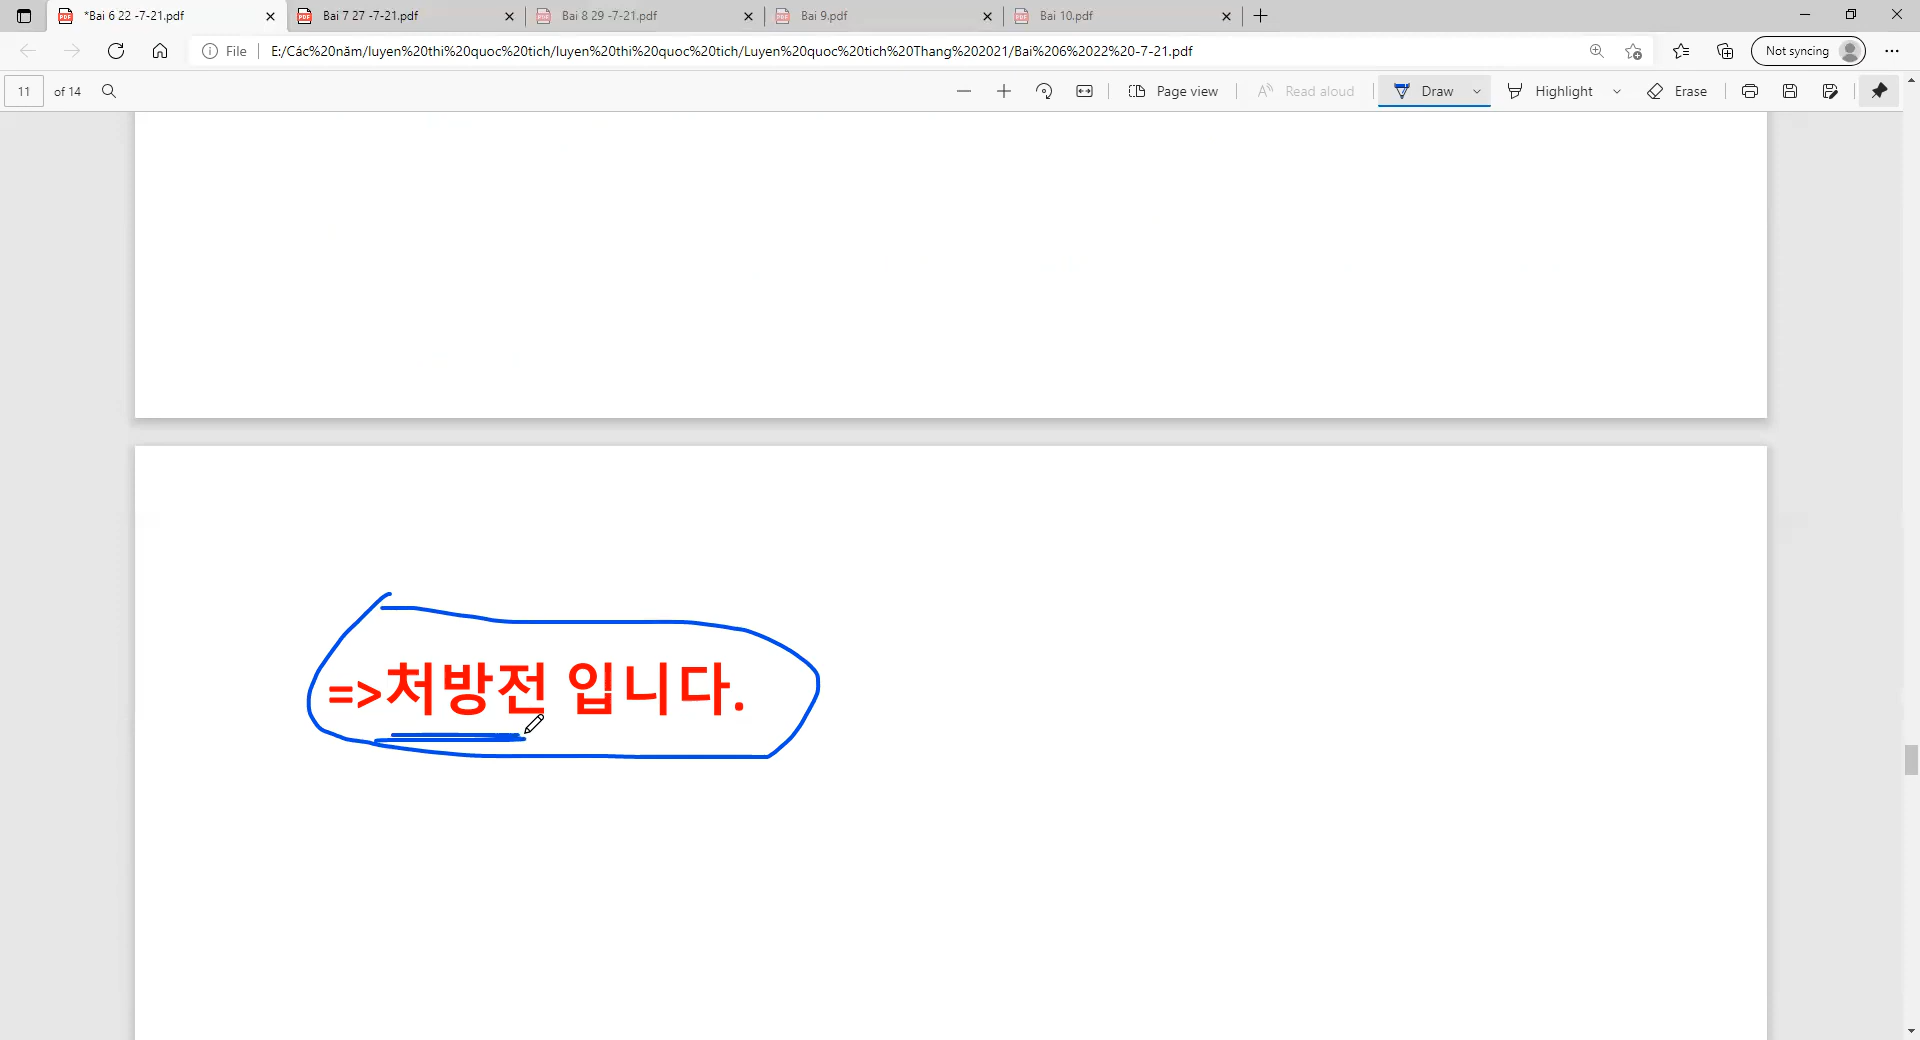 *Bai 6 22 -7-21.pdf
Bai 7 27 -7-21.pdf
Bai 8 29 -7-21.pdf
Bai 9.pdf
Bai 10.pdf
File
E:/Các%20năm/luyen%20thi%20quoc%20tich/luyen%20thi%20quoc%20tich/Luyen%20quoc%20tich%20Thang%202021/Bai%206%2022%20-7-21.pdf
Not syncing
11 of 14
Page view
Read aloud
Draw
Highlight
Erase
=>처방전 입니다.